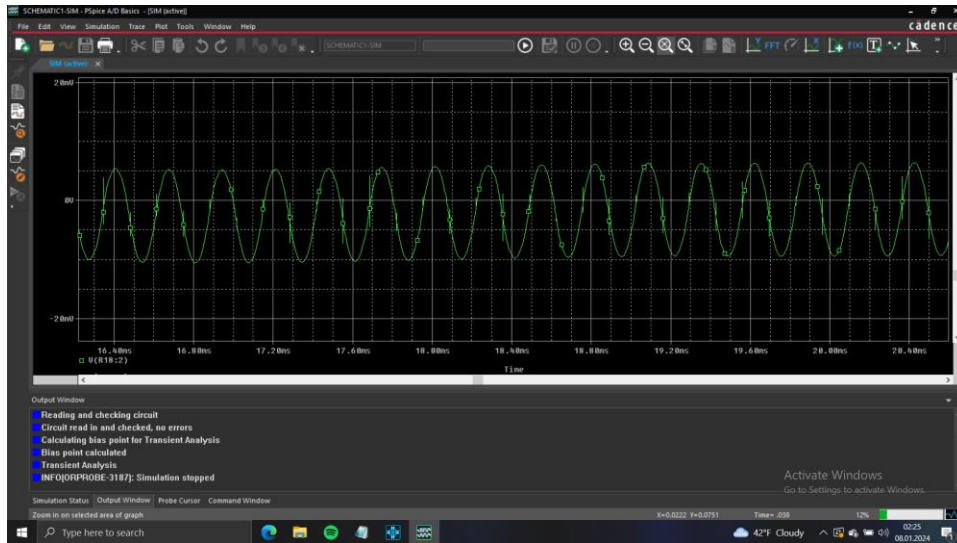 SCHEMATIC1-SIM - PSpice A/D Basics - [SIM (active)]
File Edit View Simulation Trace Plot Tools Window Help
cādence
SCHEMATIC1-SIM
FFT
f(x)
SIM (active)
20mV
0V
-20mV
16.40ms 16.80ms 17.20ms 17.60ms 18.00ms 18.40ms 18.80ms 19.20ms 19.60ms 20.00ms 20.40ms
V(R18:2)
Time
Output Window
Reading and checking circuit
Circuit read in and checked, no errors
Calculating bias point for Transient Analysis
Bias point calculated
Transient Analysis
INFO(ORPROBE-3187): Simulation stopped
Activate Windows
Go to Settings to activate Windows.
Simulation Status Output Window Probe Cursor Command Window
Zoom in on selected area of graph X=0.0222 Y=0.0751 Time= .038 12%
Type here to search
42°F Cloudy
02:25
08.01.2024